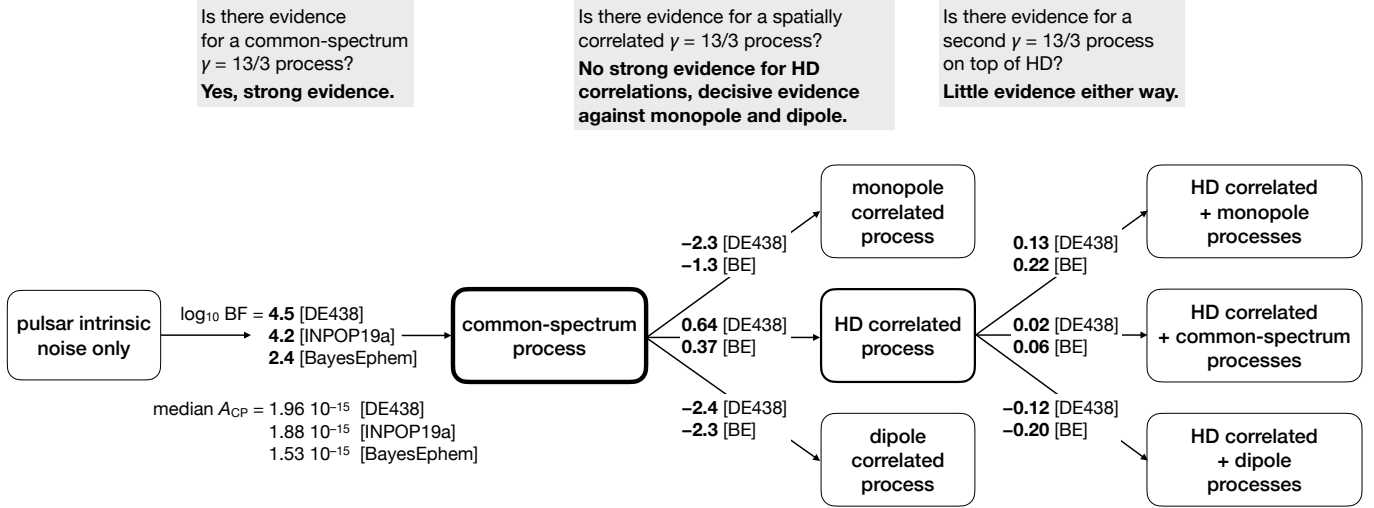 Is there evidence
for a common-spectrum
γ = 13/3 process?
Yes, strong evidence.
Is there evidence for a spatially
correlated γ = 13/3 process?
No strong evidence for HD
correlations, decisive evidence
against monopole and dipole.
Is there evidence for a
second γ = 13/3 process
on top of HD?
Little evidence either way.
pulsar intrinsic
noise only
log₁₀ BF = 4.5 [DE438]
4.2 [INPOP19a]
2.4 [BayesEphem]
median A_CP = 1.96 10⁻¹⁵ [DE438]
1.88 10⁻¹⁵ [INPOP19a]
1.53 10⁻¹⁵ [BayesEphem]
common-spectrum
process
−2.3 [DE438]
−1.3 [BE]
0.64 [DE438]
0.37 [BE]
−2.4 [DE438]
−2.3 [BE]
monopole
correlated
process
HD correlated
process
dipole
correlated
process
0.13 [DE438]
0.22 [BE]
0.02 [DE438]
0.06 [BE]
−0.12 [DE438]
−0.20 [BE]
HD correlated
+ monopole
processes
HD correlated
+ common-spectrum
processes
HD correlated
+ dipole
processes